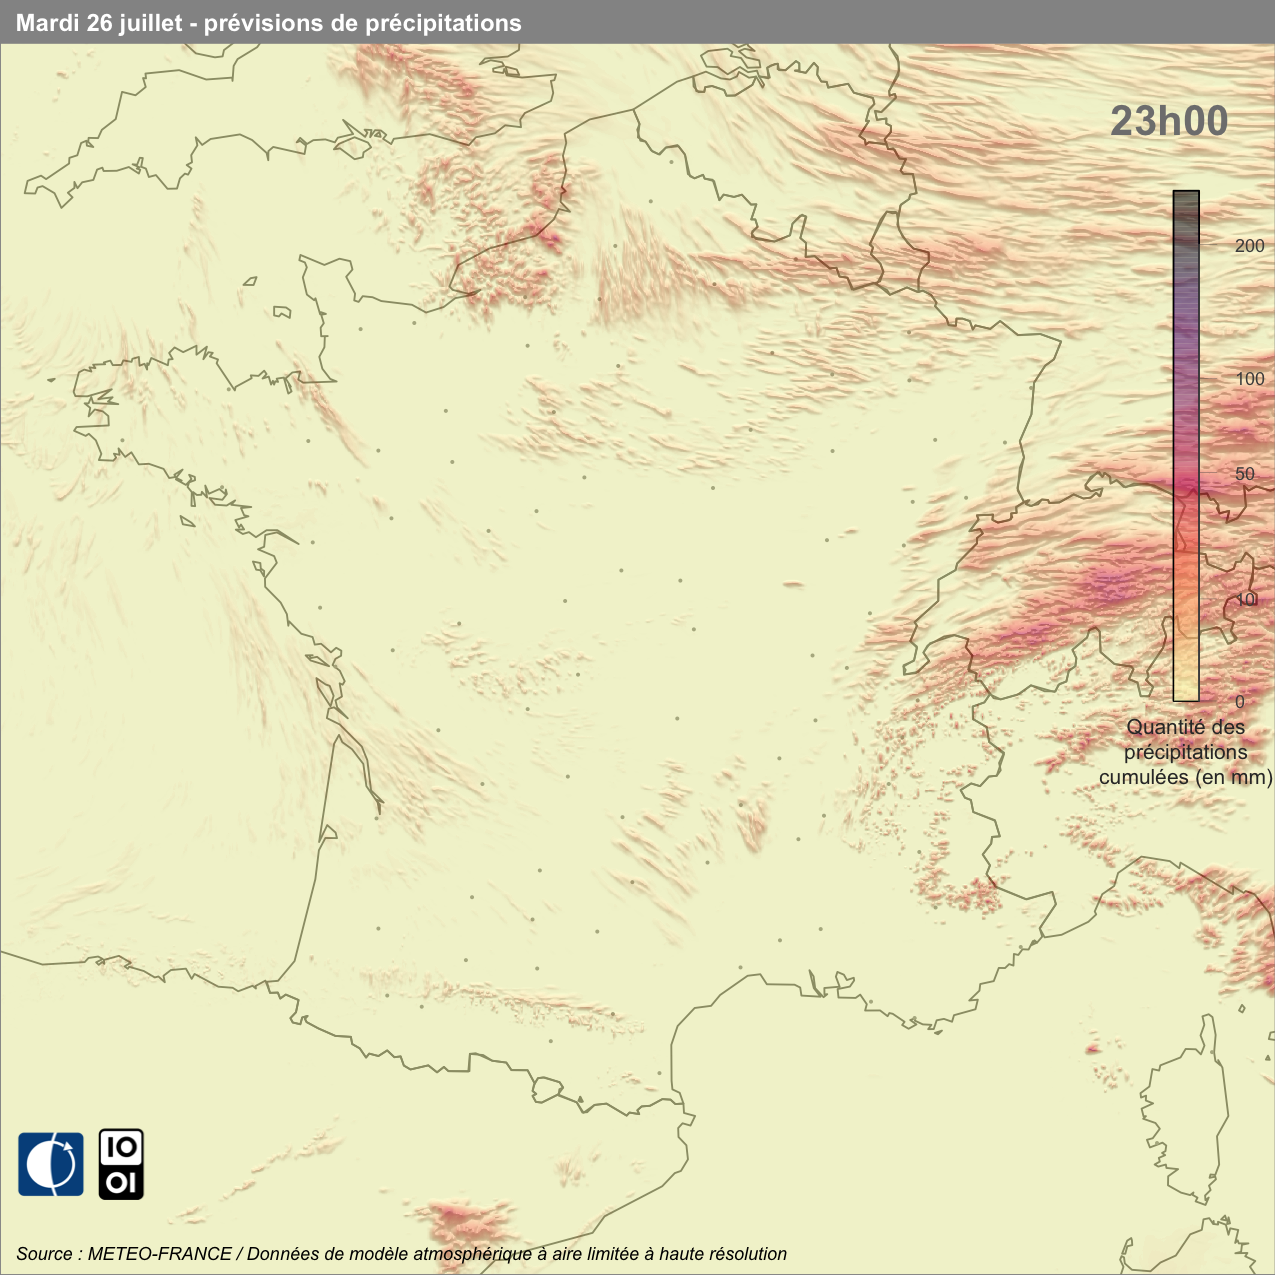 Mardi 26 juillet - prévisions de précipitations
23h00
200
100
50
10
0
Quantité des
précipitations
cumulées (en mm)
IO
OI
Source : METEO-FRANCE / Données de modèle atmosphérique à aire limitée à haute résolution